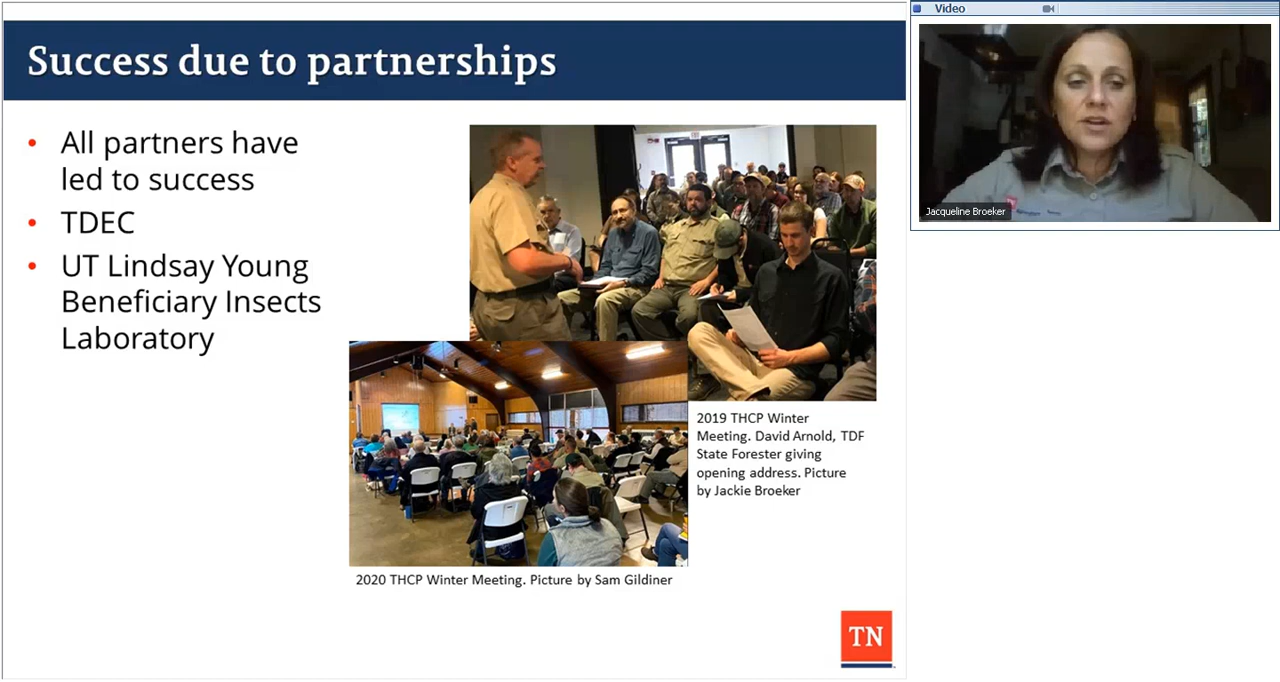 Success due to partnerships
• All partners have
led to success
• TDEC
• UT Lindsay Young
Beneficiary Insects
Laboratory
2019 THCP Winter
Meeting. David Arnold, TDF
State Forester giving
opening address. Picture
by Jackie Broeker
2020 THCP Winter Meeting. Picture by Sam Gildiner
TN
Video
Jacqueline Broeker